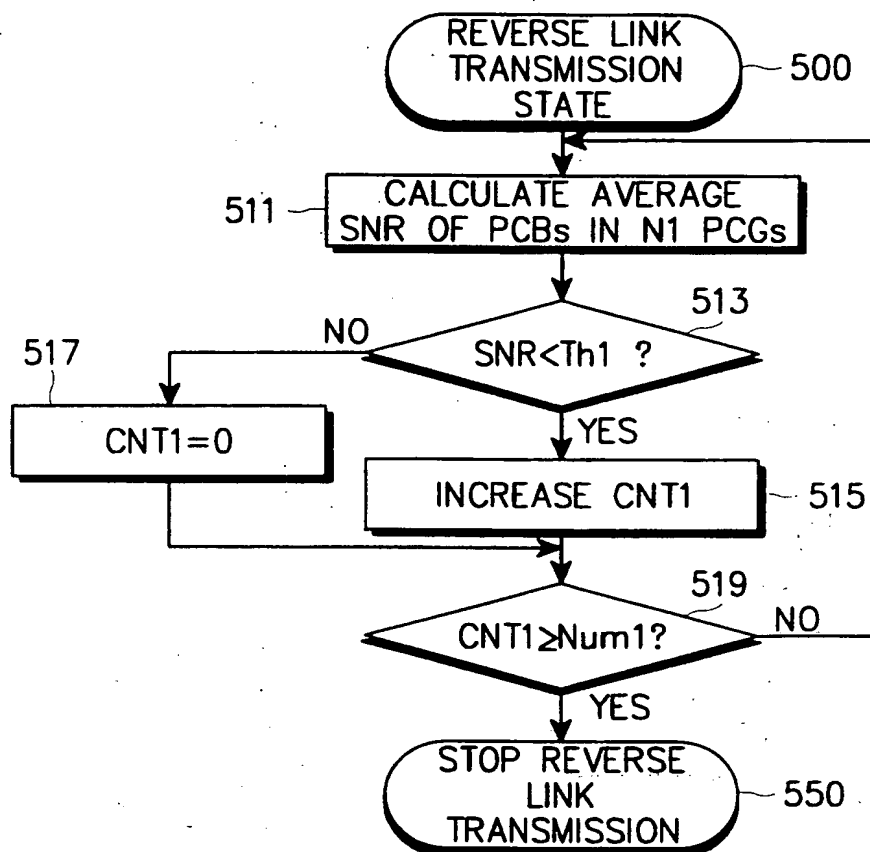 REVERSE LINK
TRANSMISSION
STATE
500
CALCULATE AVERAGE
SNR OF PCBs IN N1 PCGs
511
513
NO
SNR<Th1 ?
517
YES
CNT1=0
INCREASE CNT1
515
519
CNT1≥Num1?
NO
YES
STOP REVERSE
LINK
TRANSMISSION
550